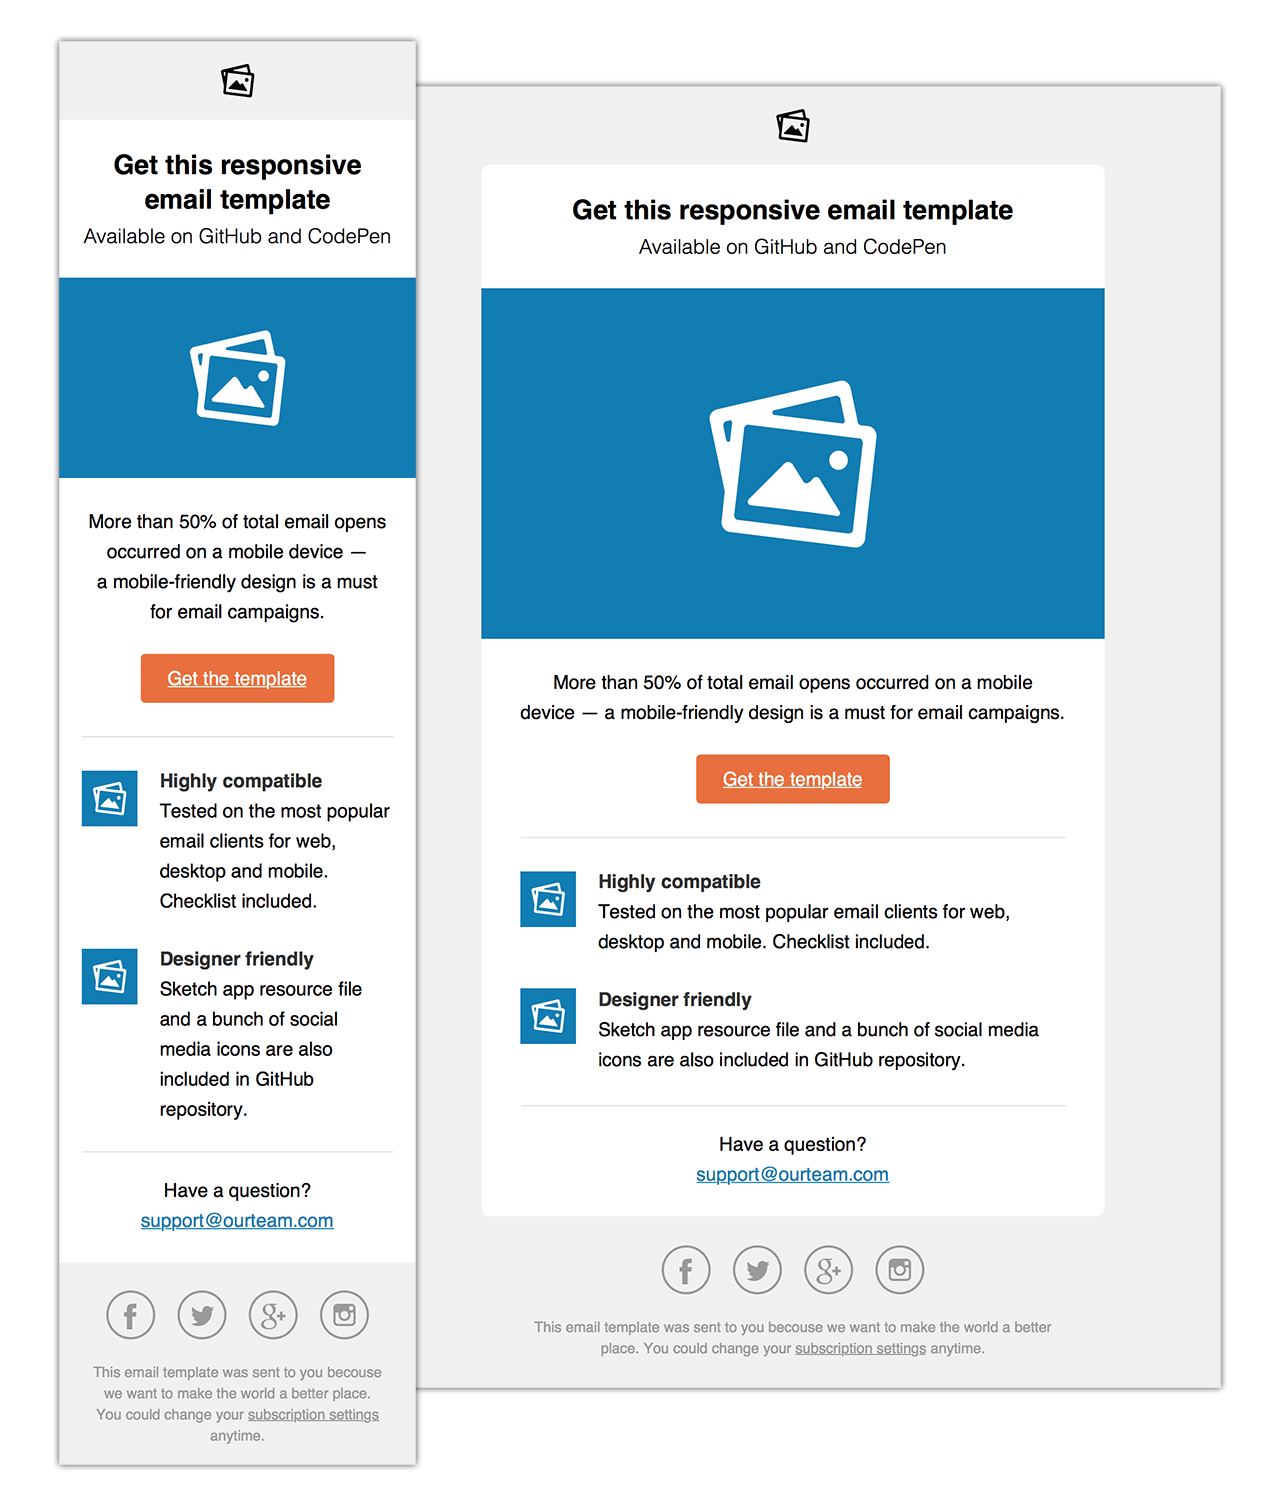 Get this responsive
email template
Available on GitHub and CodePen
More than 50% of total email opens
occurred on a mobile device —
a mobile-friendly design is a must
for email campaigns.
Get the template
Highly compatible
Tested on the most popular
email clients for web,
desktop and mobile.
Checklist included.
Designer friendly
Sketch app resource file
and a bunch of social
media icons are also
included in GitHub
repository.
Have a question?
support@ourteam.com
This email template was sent to you becouse
we want to make the world a better place.
You could change your subscription settings
anytime.
Get this responsive email template
Available on GitHub and CodePen
More than 50% of total email opens occurred on a mobile
device — a mobile-friendly design is a must for email campaigns.
Get the template
Highly compatible
Tested on the most popular email clients for web,
desktop and mobile. Checklist included.
Designer friendly
Sketch app resource file and a bunch of social media
icons are also included in GitHub repository.
Have a question?
support@ourteam.com
This email template was sent to you becouse we want to make the world a better
place. You could change your subscription settings anytime.